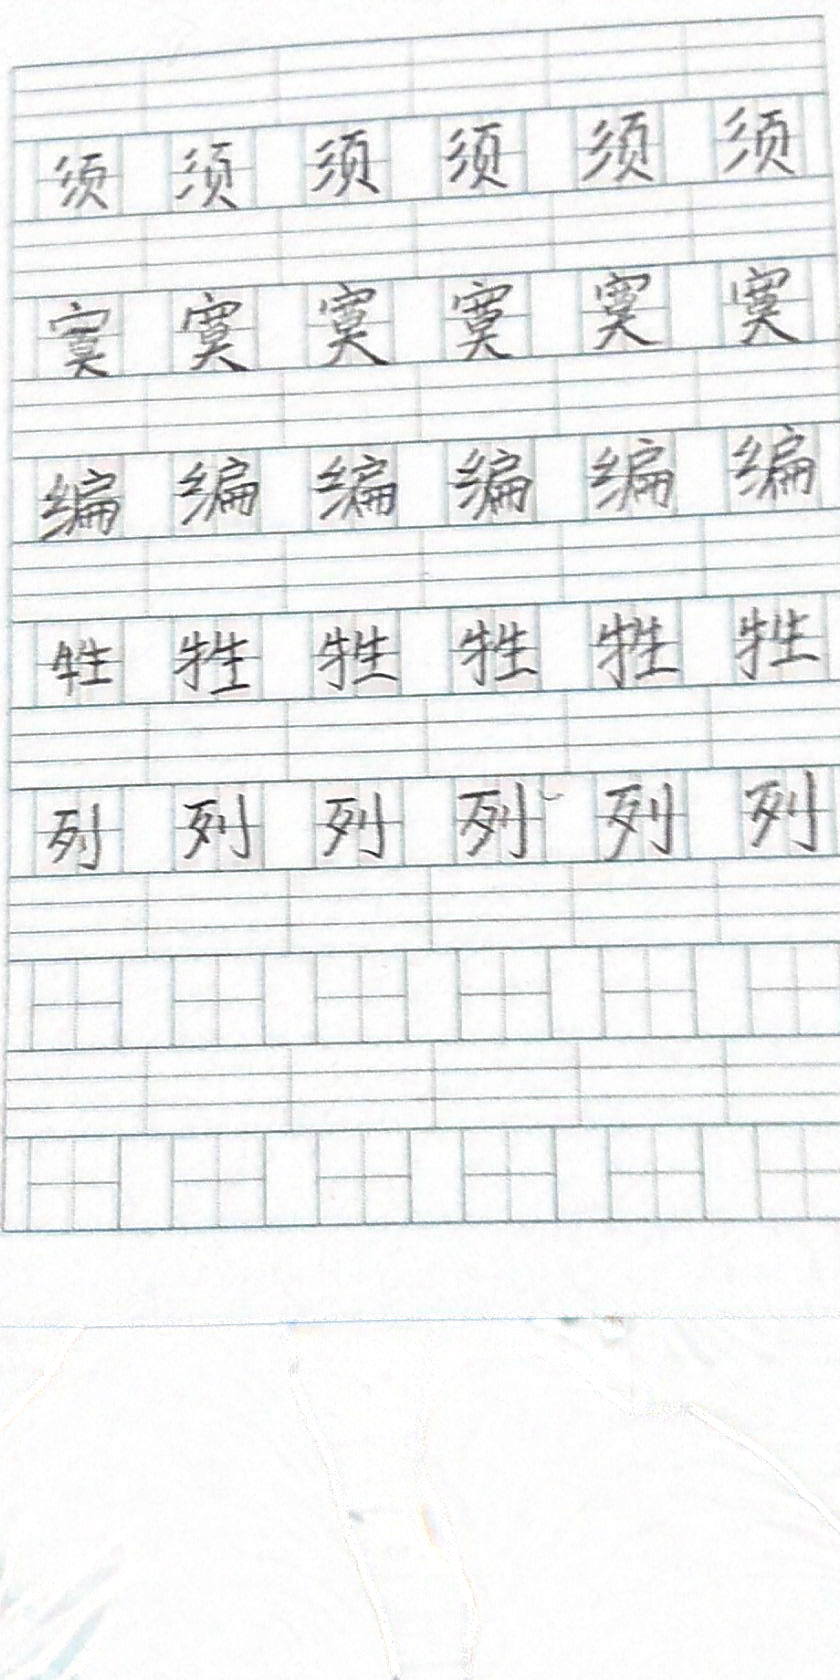 须 须 须 须 须 须
寞 寞 寞 寞 寞 寞
编 编 编 编 编 编
牲 牲 牲 牲 牲 牲
列 列 列 列 列 列